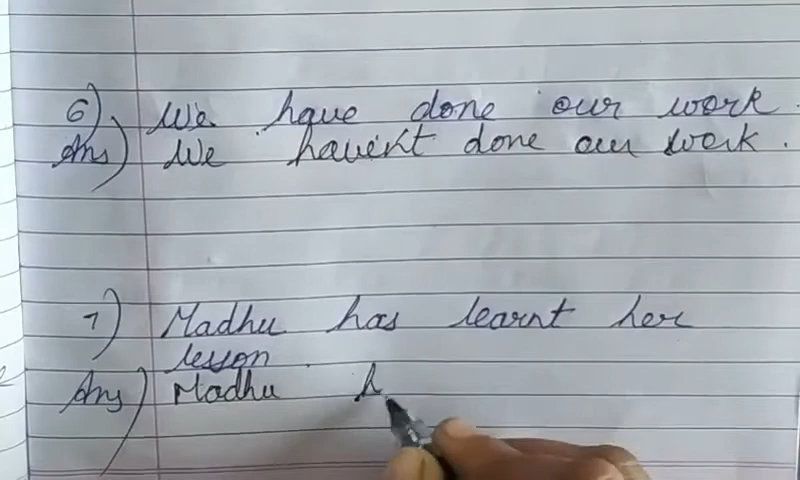 6) We have done our work.
Ans) We haven't done our work.
7) Madhu has learnt her
lesson.
Ans) Madhu h